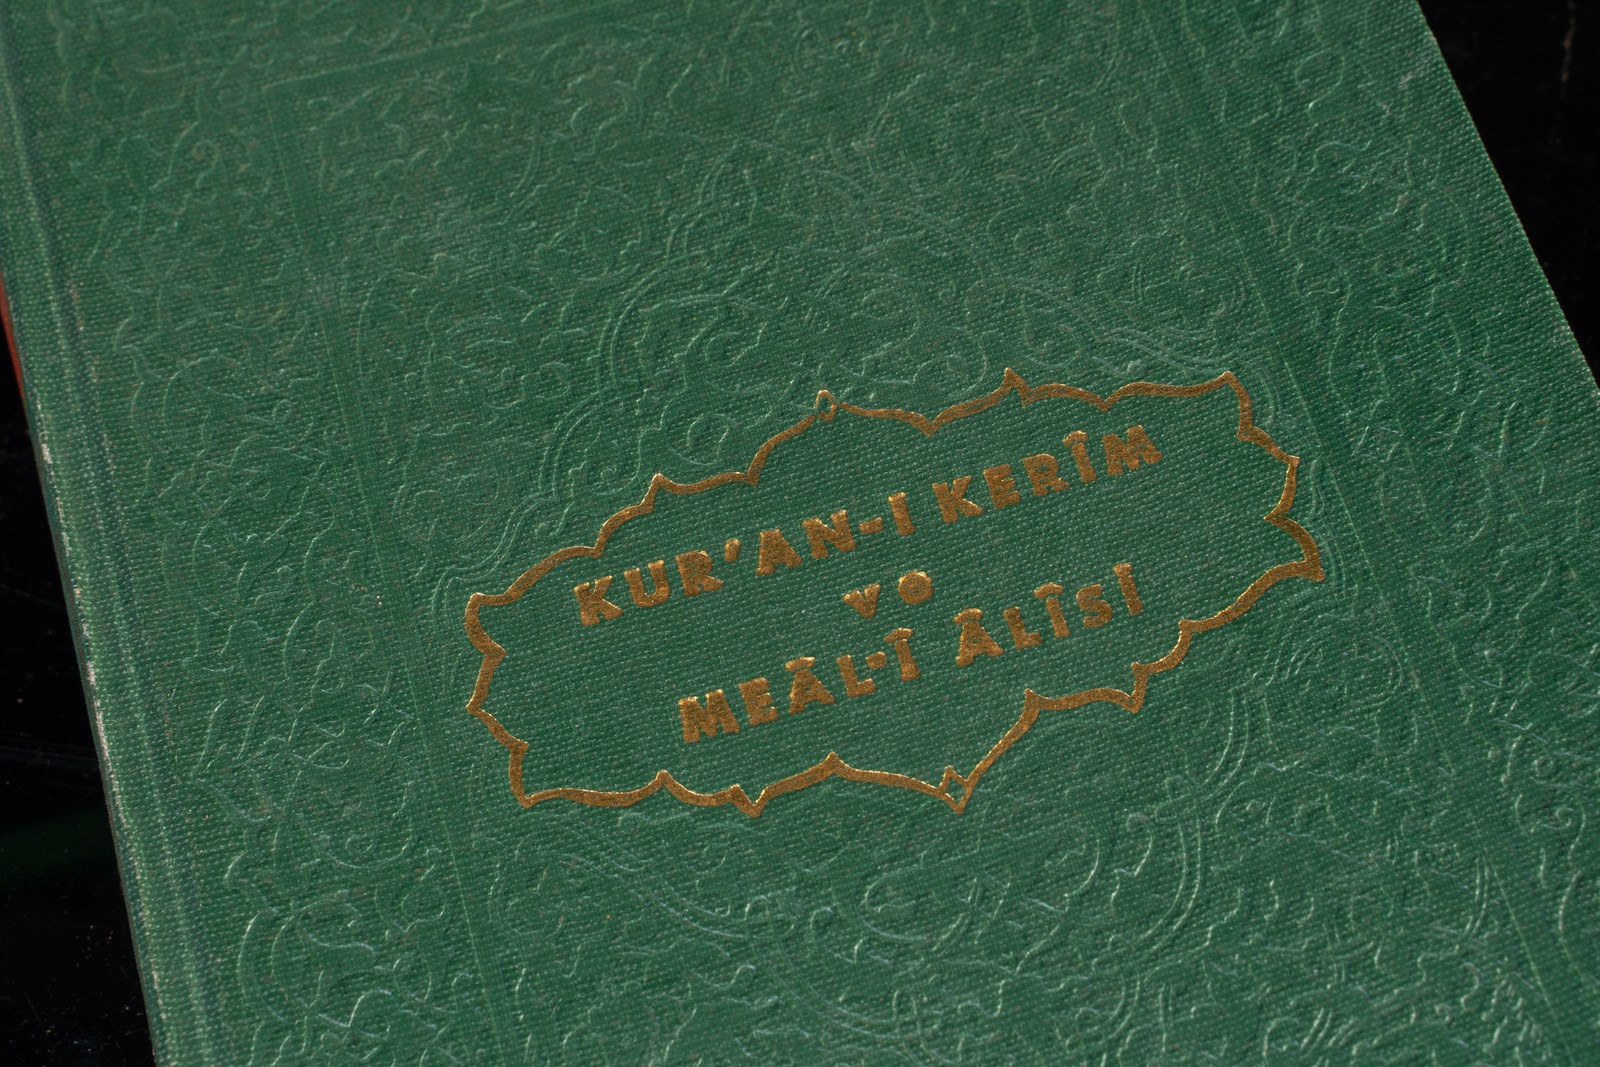 KUR'AN-I KERÎM
ve
MEÂL-Î ÂLÎSİ